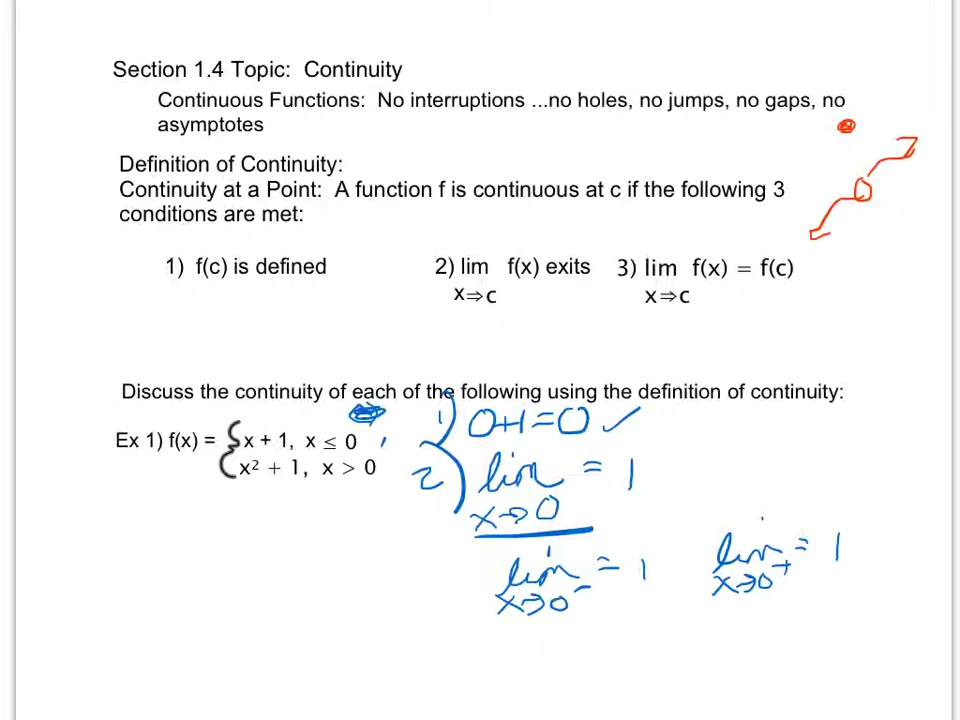 Section 1.4 Topic: Continuity
Continuous Functions: No interruptions ...no holes, no jumps, no gaps, no
asymptotes
Definition of Continuity:
Continuity at a Point: A function f is continuous at c if the following 3
conditions are met:
1) f(c) is defined 2) lim f(x) exits 3) lim f(x) = f(c)
x⇒c x⇒c
Discuss the continuity of each of the following using the definition of continuity:
1) 0+1=0 ✓
Ex 1) f(x) = { x + 1, x ≤ 0
x² + 1, x > 0
2) lim = 1
x→0
lim = 1 lim = 1
x→0⁻ x→0⁺